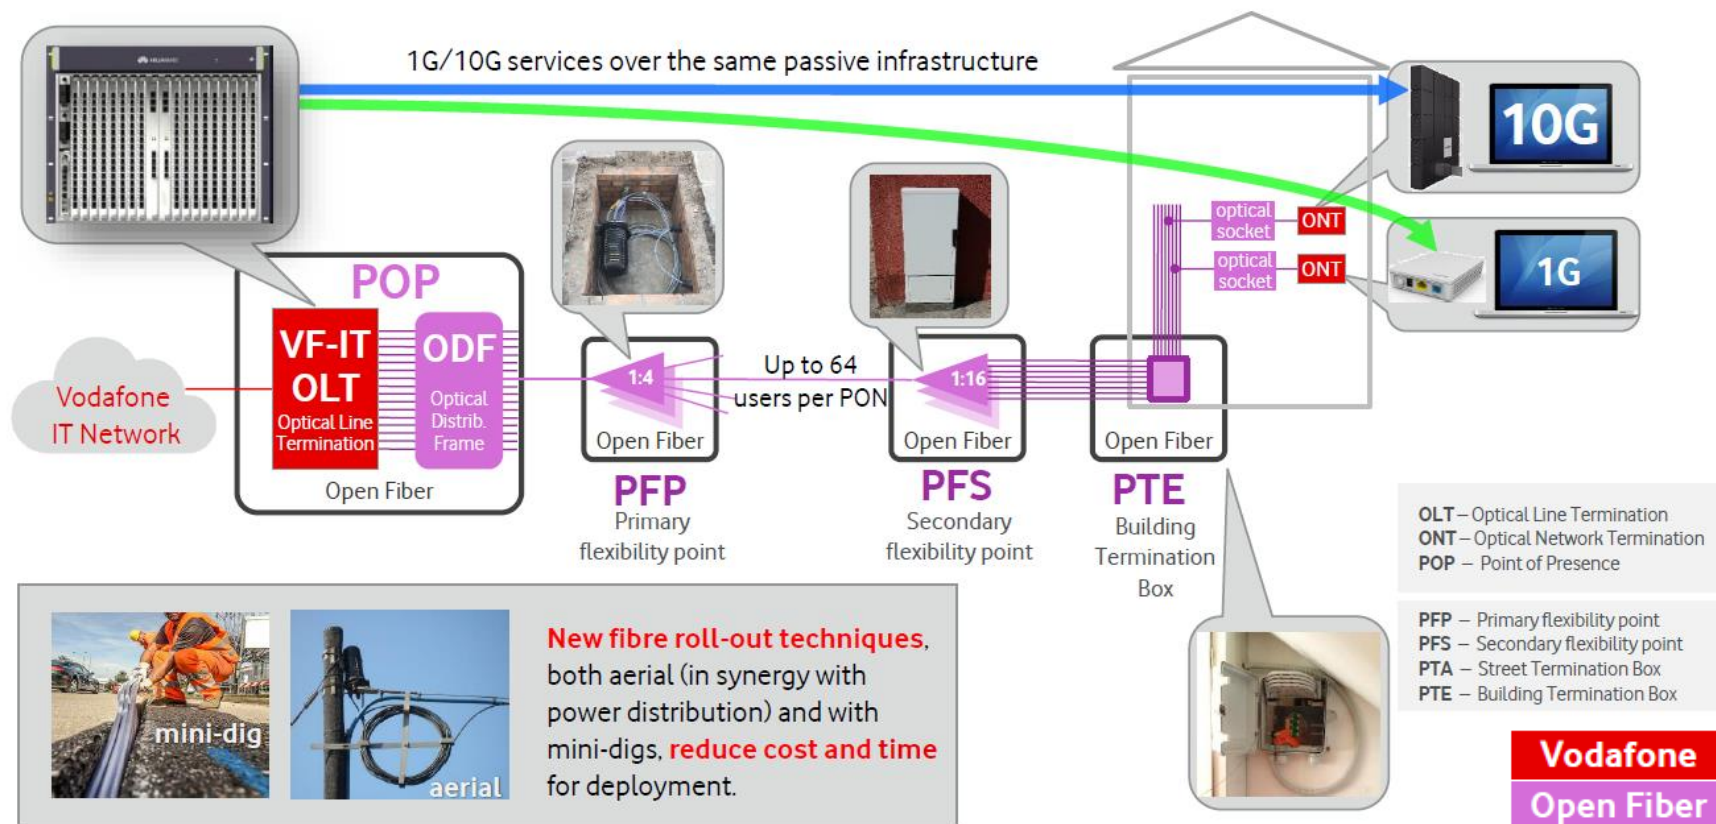 1G/10G services over the same passive infrastructure
HUAWEI
10G
optical
socket
ONT
optical
socket
ONT
1G
POP
VF-IT
OLT
Optical Line
Termination
ODF
Optical
Distrib.
Frame
Open Fiber
Vodafone
IT Network
1:4
Open Fiber
PFP
Primary
flexibility point
Up to 64
users per PON
1:16
Open Fiber
PFS
Secondary
flexibility point
Open Fiber
PTE
Building
Termination
Box
OLT – Optical Line Termination
ONT – Optical Network Termination
POP – Point of Presence
PFP – Primary flexibility point
PFS – Secondary flexibility point
PTA – Street Termination Box
PTE – Building Termination Box
mini-dig
aerial
New fibre roll-out techniques,
both aerial (in synergy with
power distribution) and with
mini-digs, reduce cost and time
for deployment.
Vodafone
Open Fiber